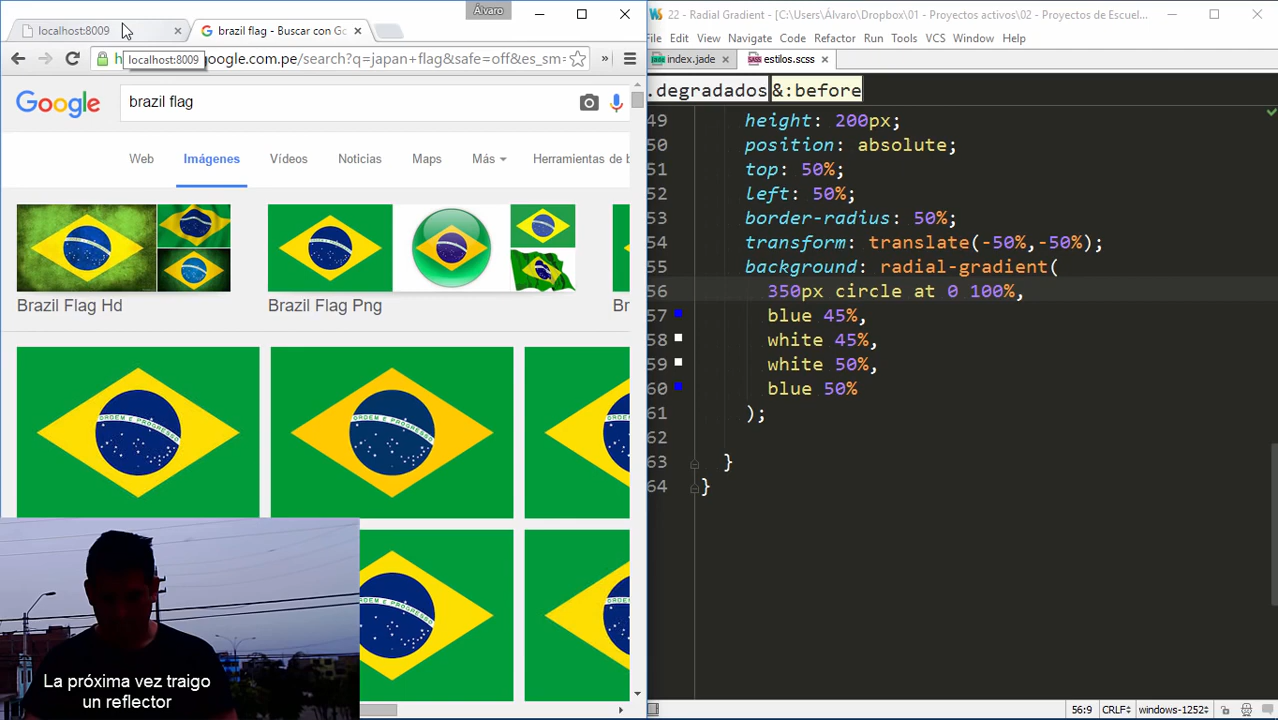 localhost:8009
brazil flag - Buscar con Go
Álvaro
22 - Radial Gradient - [C:\Users\Álvaro\Dropbox\01 - Proyectos activos\02 - Proyectos de Escuel...
localhost:8009
oogle.com.pe/search?q=japan+flag&safe=off&es_sm=
File Edit View Navigate Code Refactor Run Tools VCS Window Help
index.jade
estilos.scss
.degradados &:before
Google
brazil flag
Web
Imágenes
Vídeos
Noticias
Maps
Más
Herramientas de b
Brazil Flag Hd
Brazil Flag Png
Br
ORDEM E PROGRESSO
ORDEM E PROGRESSO
49 height: 200px;
50 position: absolute;
51 top: 50%;
52 left: 50%;
53 border-radius: 50%;
54 transform: translate(-50%,-50%);
55 background: radial-gradient(
56 350px circle at 0 100%,
57 blue 45%,
58 white 45%,
59 white 50%,
60 blue 50%
61 );
62
63 }
64 }
La próxima vez traigo
un reflector
56:9 CRLF windows-1252